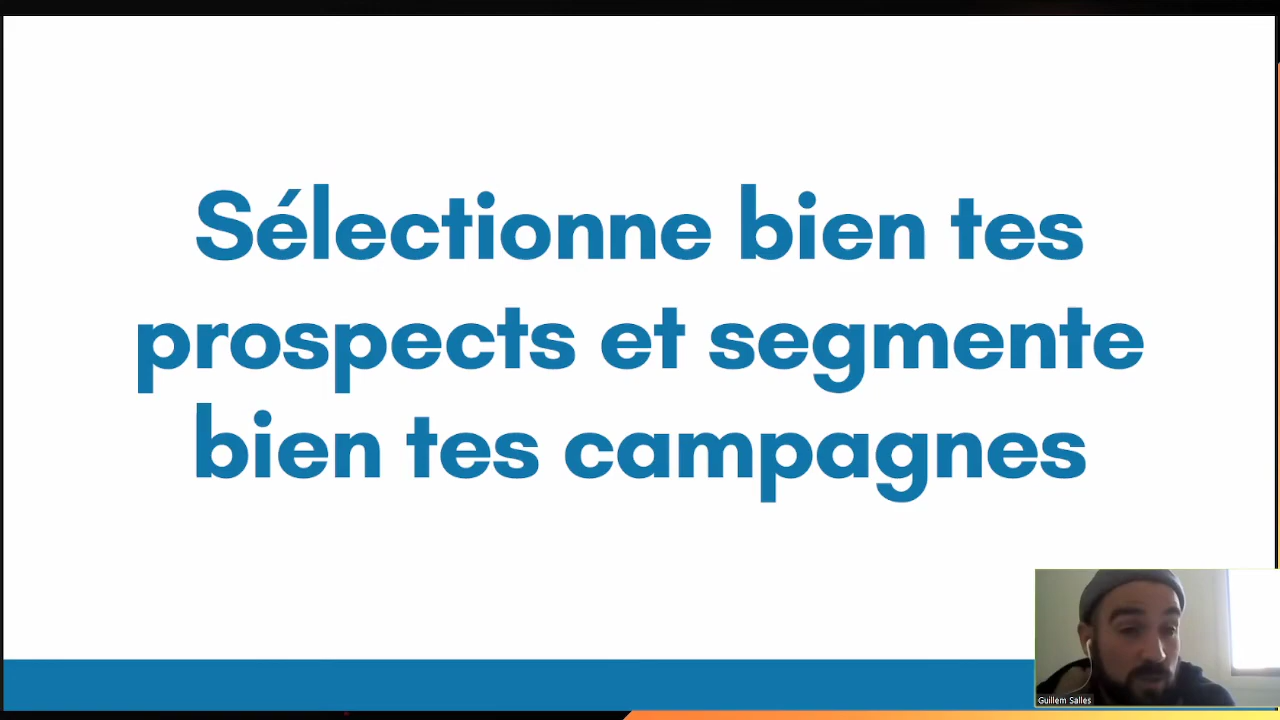 Sélectionne bien tes
prospects et segmente
bien tes campagnes
Guillem Salles